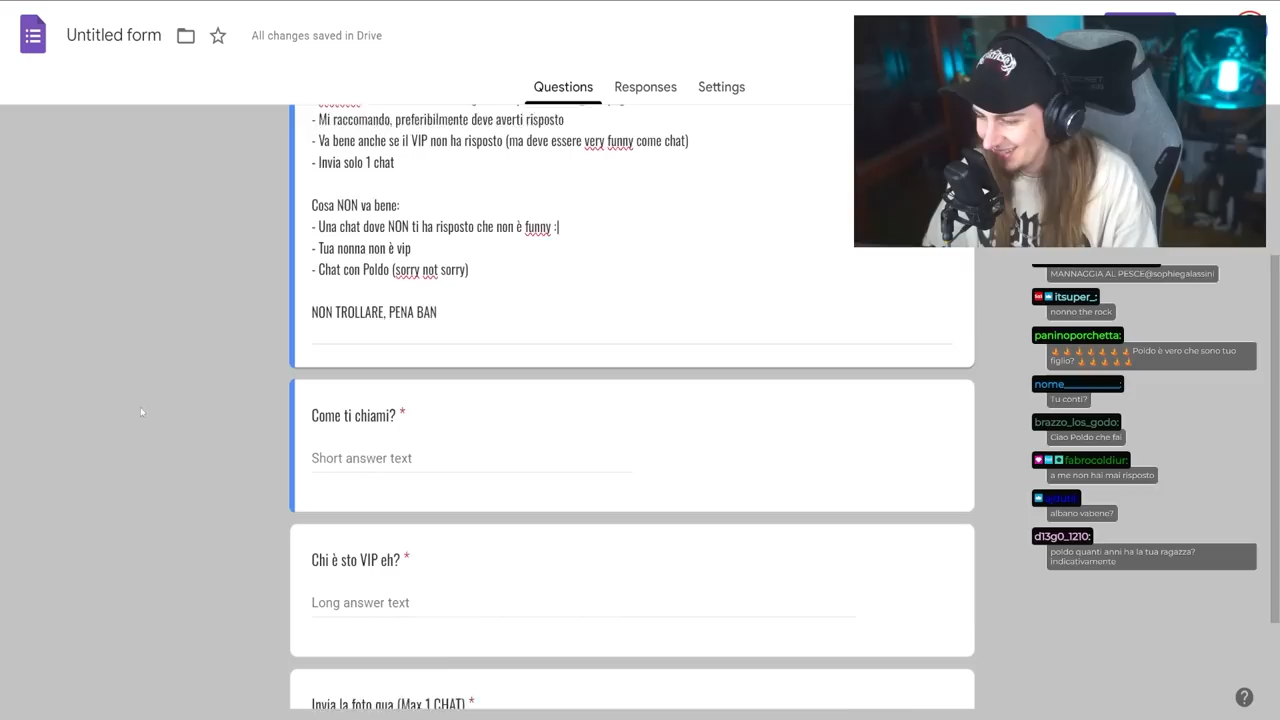 Untitled form
All changes saved in Drive
Questions
Responses
Settings
- Mi raccomando, preferibilmente deve averti risposto
- Va bene anche se il VIP non ha risposto (ma deve essere very funny come chat)
- Invia solo 1 chat
Cosa NON va bene:
- Una chat dove NON ti ha risposto che non è funny :|
- Tua nonna non è vip
- Chat con Poldo (sorry not sorry)
NON TROLLARE, PENA BAN
Come ti chiami? *
Short answer text
Chi è sto VIP eh? *
Long answer text
Invia la foto qua (Max 1 CHAT) *
MANNAGGIA AL PESCE@sophiegalassini
itsuper_:
nonno the rock
paninoporchetta:
Poldo è vero che sono tuo
figlio?
nome__________:
Tu conti?
brazzo_los_godo:
Ciao Poldo che fai
fabrocoldiur:
a me non hai mai risposto
albano vabene?
d13g0_1210:
poldo quanti anni ha la tua ragazza?
indicativamente